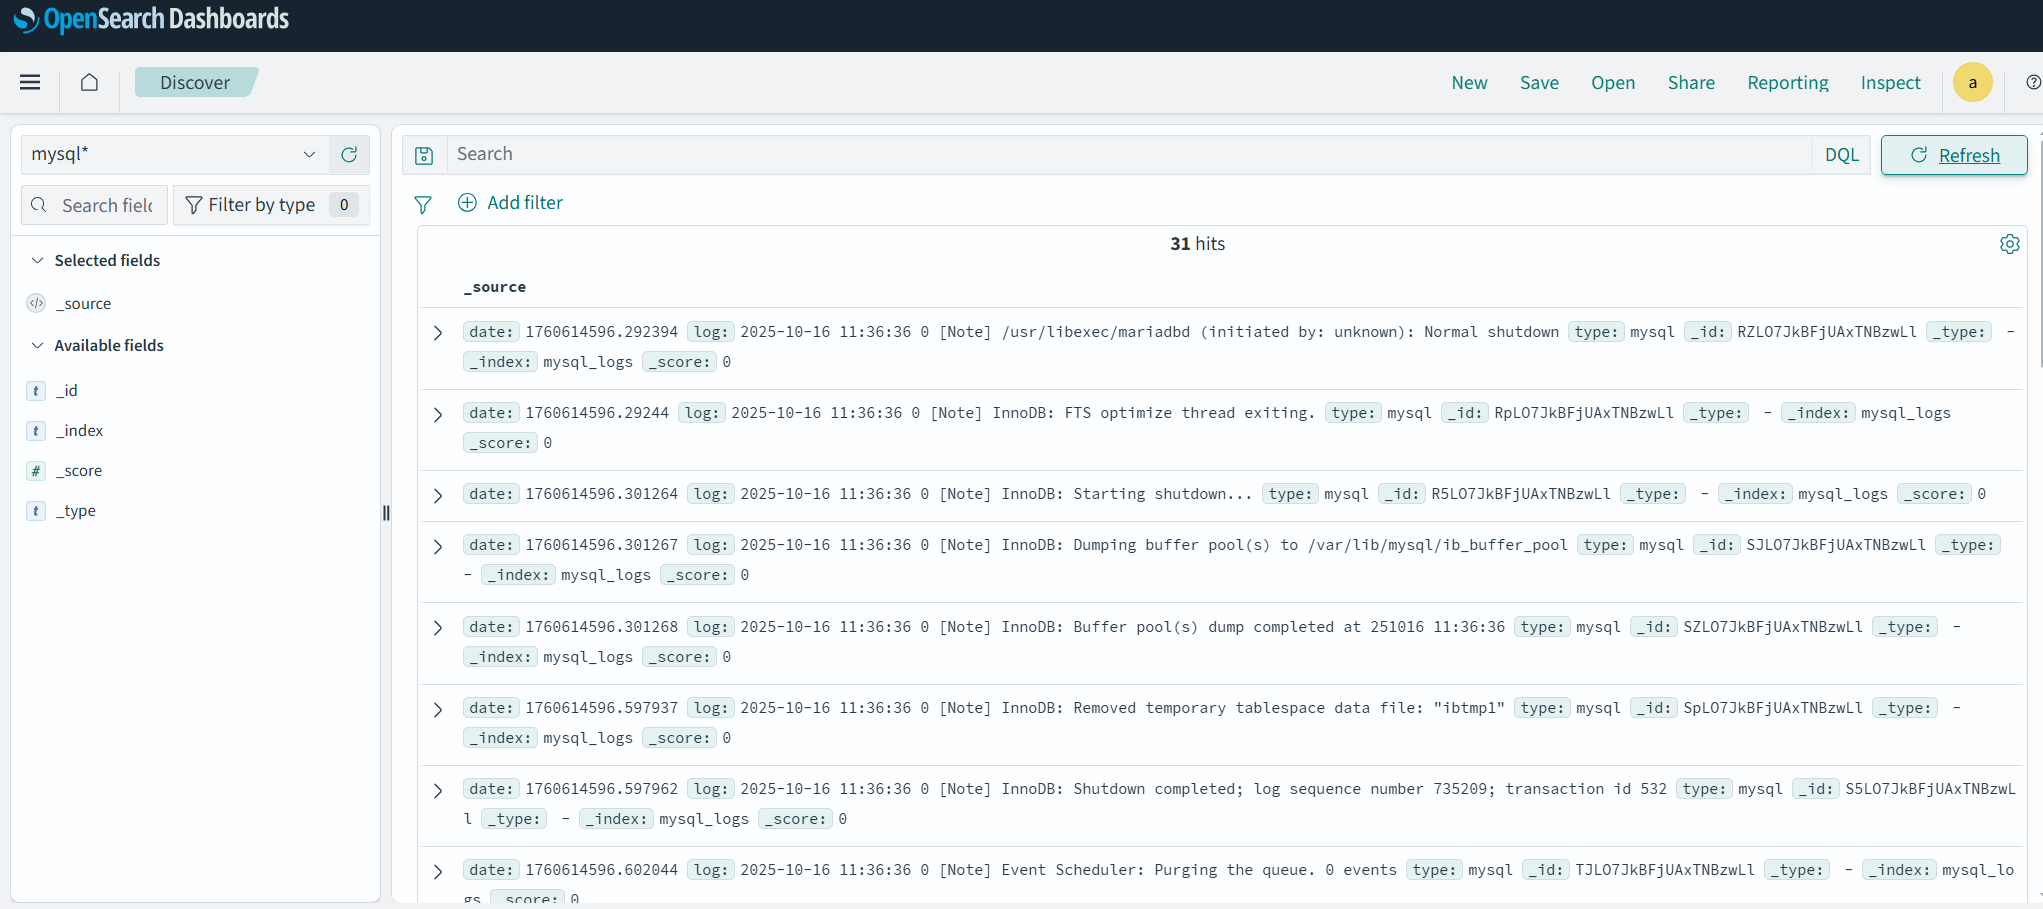 OpenSearch Dashboards
Discover
New Save Open Share Reporting Inspect a
mysql*
Search DQL Refresh
Search field Filter by type 0
Add filter
Selected fields
_source
Available fields
_id
_index
_score
_type
31 hits
_source
date: 1760614596.292394 log: 2025-10-16 11:36:36 0 [Note] /usr/libexec/mariadbd (initiated by: unknown): Normal shutdown type: mysql _id: RZLO7JkBFjUAxTNBzwLl _type: -
_index: mysql_logs _score: 0
date: 1760614596.29244 log: 2025-10-16 11:36:36 0 [Note] InnoDB: FTS optimize thread exiting. type: mysql _id: RpLO7JkBFjUAxTNBzwLl _type: - _index: mysql_logs
_score: 0
date: 1760614596.301264 log: 2025-10-16 11:36:36 0 [Note] InnoDB: Starting shutdown... type: mysql _id: R5LO7JkBFjUAxTNBzwLl _type: - _index: mysql_logs _score: 0
date: 1760614596.301267 log: 2025-10-16 11:36:36 0 [Note] InnoDB: Dumping buffer pool(s) to /var/lib/mysql/ib_buffer_pool type: mysql _id: SJLO7JkBFjUAxTNBzwLl _type:
- _index: mysql_logs _score: 0
date: 1760614596.301268 log: 2025-10-16 11:36:36 0 [Note] InnoDB: Buffer pool(s) dump completed at 251016 11:36:36 type: mysql _id: SZLO7JkBFjUAxTNBzwLl _type: -
_index: mysql_logs _score: 0
date: 1760614596.597937 log: 2025-10-16 11:36:36 0 [Note] InnoDB: Removed temporary tablespace data file: "ibtmp1" type: mysql _id: SpLO7JkBFjUAxTNBzwLl _type: -
_index: mysql_logs _score: 0
date: 1760614596.597962 log: 2025-10-16 11:36:36 0 [Note] InnoDB: Shutdown completed; log sequence number 735209; transaction id 532 type: mysql _id: S5LO7JkBFjUAxTNBzwL
l _type: - _index: mysql_logs _score: 0
date: 1760614596.602044 log: 2025-10-16 11:36:36 0 [Note] Event Scheduler: Purging the queue. 0 events type: mysql _id: TJLO7JkBFjUAxTNBzwLl _type: - _index: mysql_lo
gs _score: 0